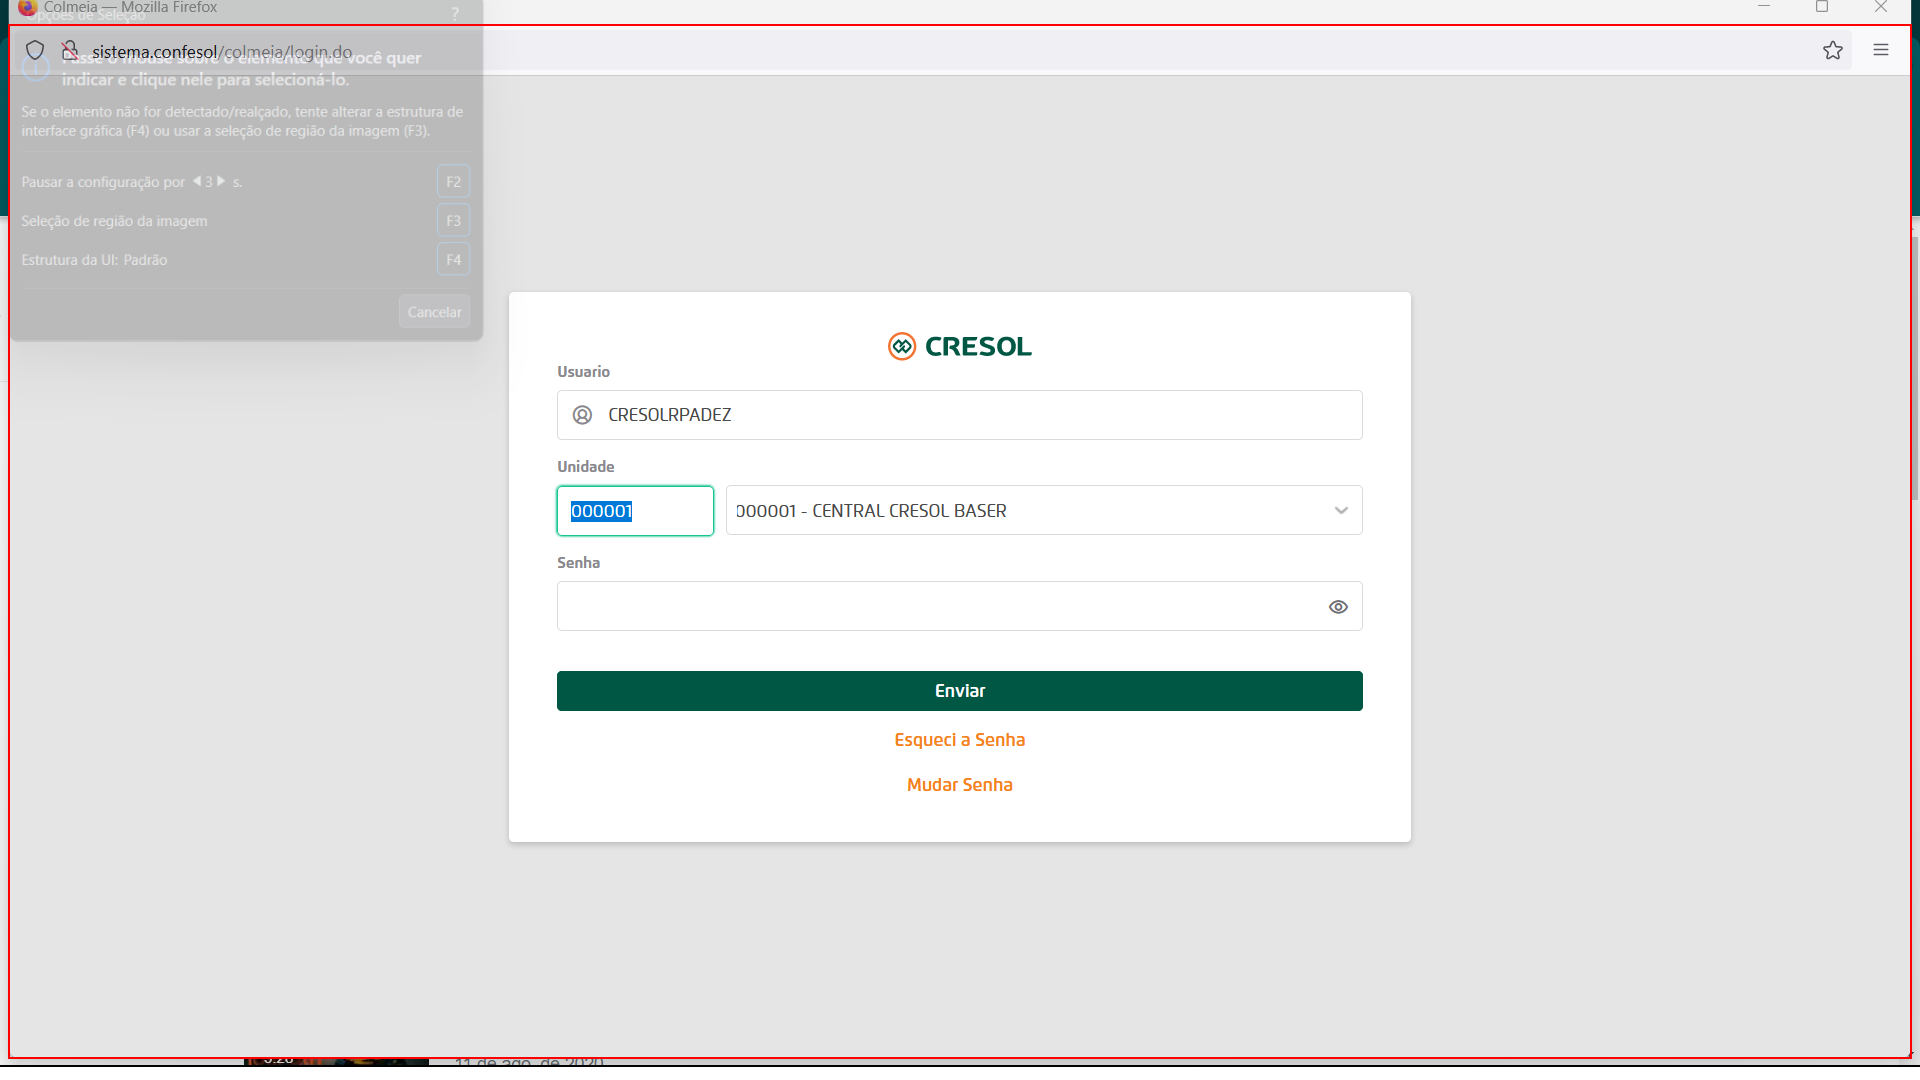 Colmeia — Mozilla Firefox
Opções de Seleção
?
sistema.confesol/colmeia/login.do
Passe o mouse sobre o elemento que você quer
indicar e clique nele para selecioná-lo.
Se o elemento não for detectado/realçado, tente alterar a estrutura de
interface gráfica (F4) ou usar a seleção de região da imagem (F3).
Pausar a configuração por 3 s.
F2
Seleção de região da imagem
F3
Estrutura da UI: Padrão
F4
Cancelar
CRESOL
Usuario
CRESOLRPADEZ
Unidade
000001
000001 - CENTRAL CRESOL BASER
Senha
Enviar
Esqueci a Senha
Mudar Senha
11 de ago. de 2020